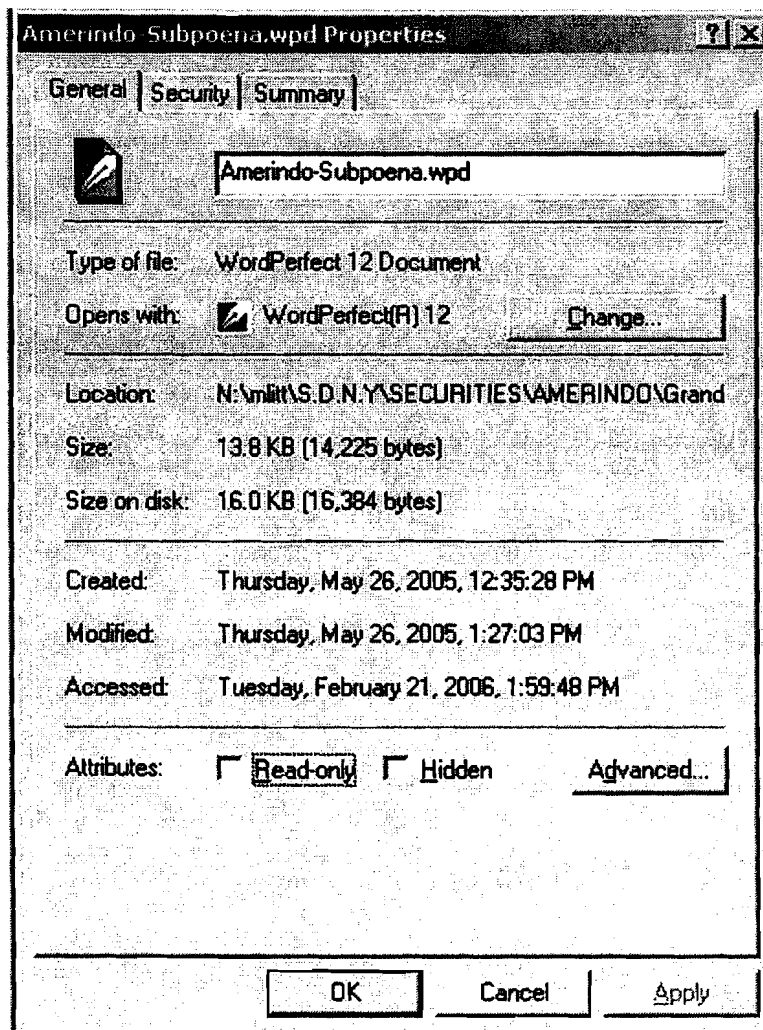 Amerindo-Subpoena.wpd Properties ? X
General Security Summary
Amerindo-Subpoena.wpd
Type of file: WordPerfect 12 Document
Opens with: WordPerfect(R) 12 Change...
Location: N:\mlitt\S.D.N.Y\SECURITIES\AMERINDO\Grand
Size: 13.8 KB (14,225 bytes)
Size on disk: 16.0 KB (16,384 bytes)
Created: Thursday, May 26, 2005, 12:35:28 PM
Modified: Thursday, May 26, 2005, 1:27:03 PM
Accessed: Tuesday, February 21, 2006, 1:59:48 PM
Attributes: Read-only Hidden Advanced...
OK Cancel Apply